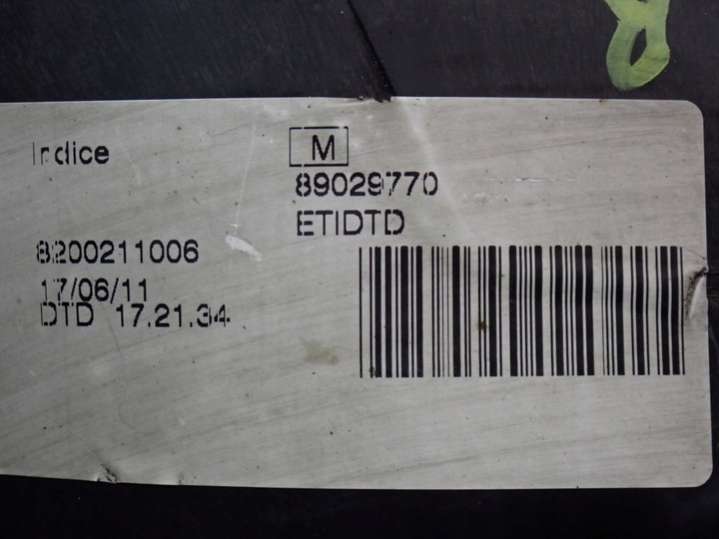 Indice M
89029770
ETIDTD
8200211006
17/06/11
DTD 17.21.34